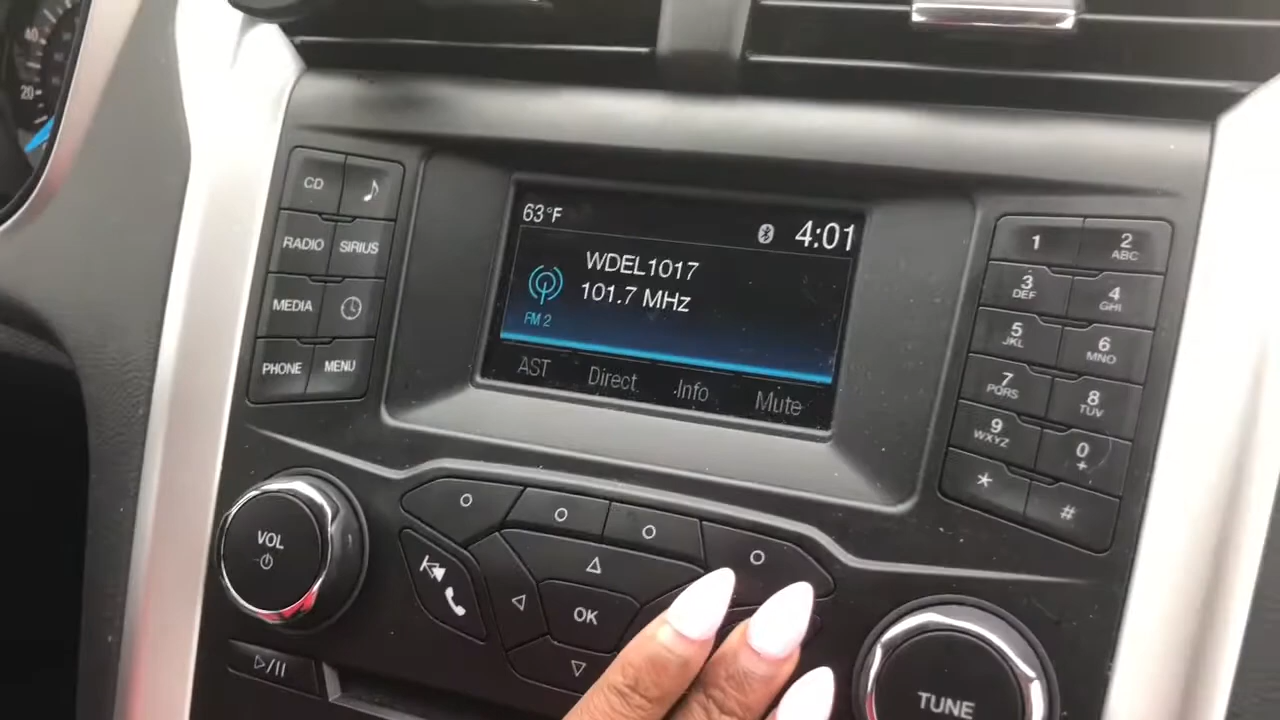 40
20
CD
RADIO SIRIUS
MEDIA
PHONE MENU
63°F 4:01
WDEL1017
101.7 MHz
FM 2
AST Direct Info Mute
1 2 ABC
3 DEF 4 GHI
5 JKL 6 MNO
7 PQRS 8 TUV
9 WXYZ 0 +
* #
VOL
OK
TUNE